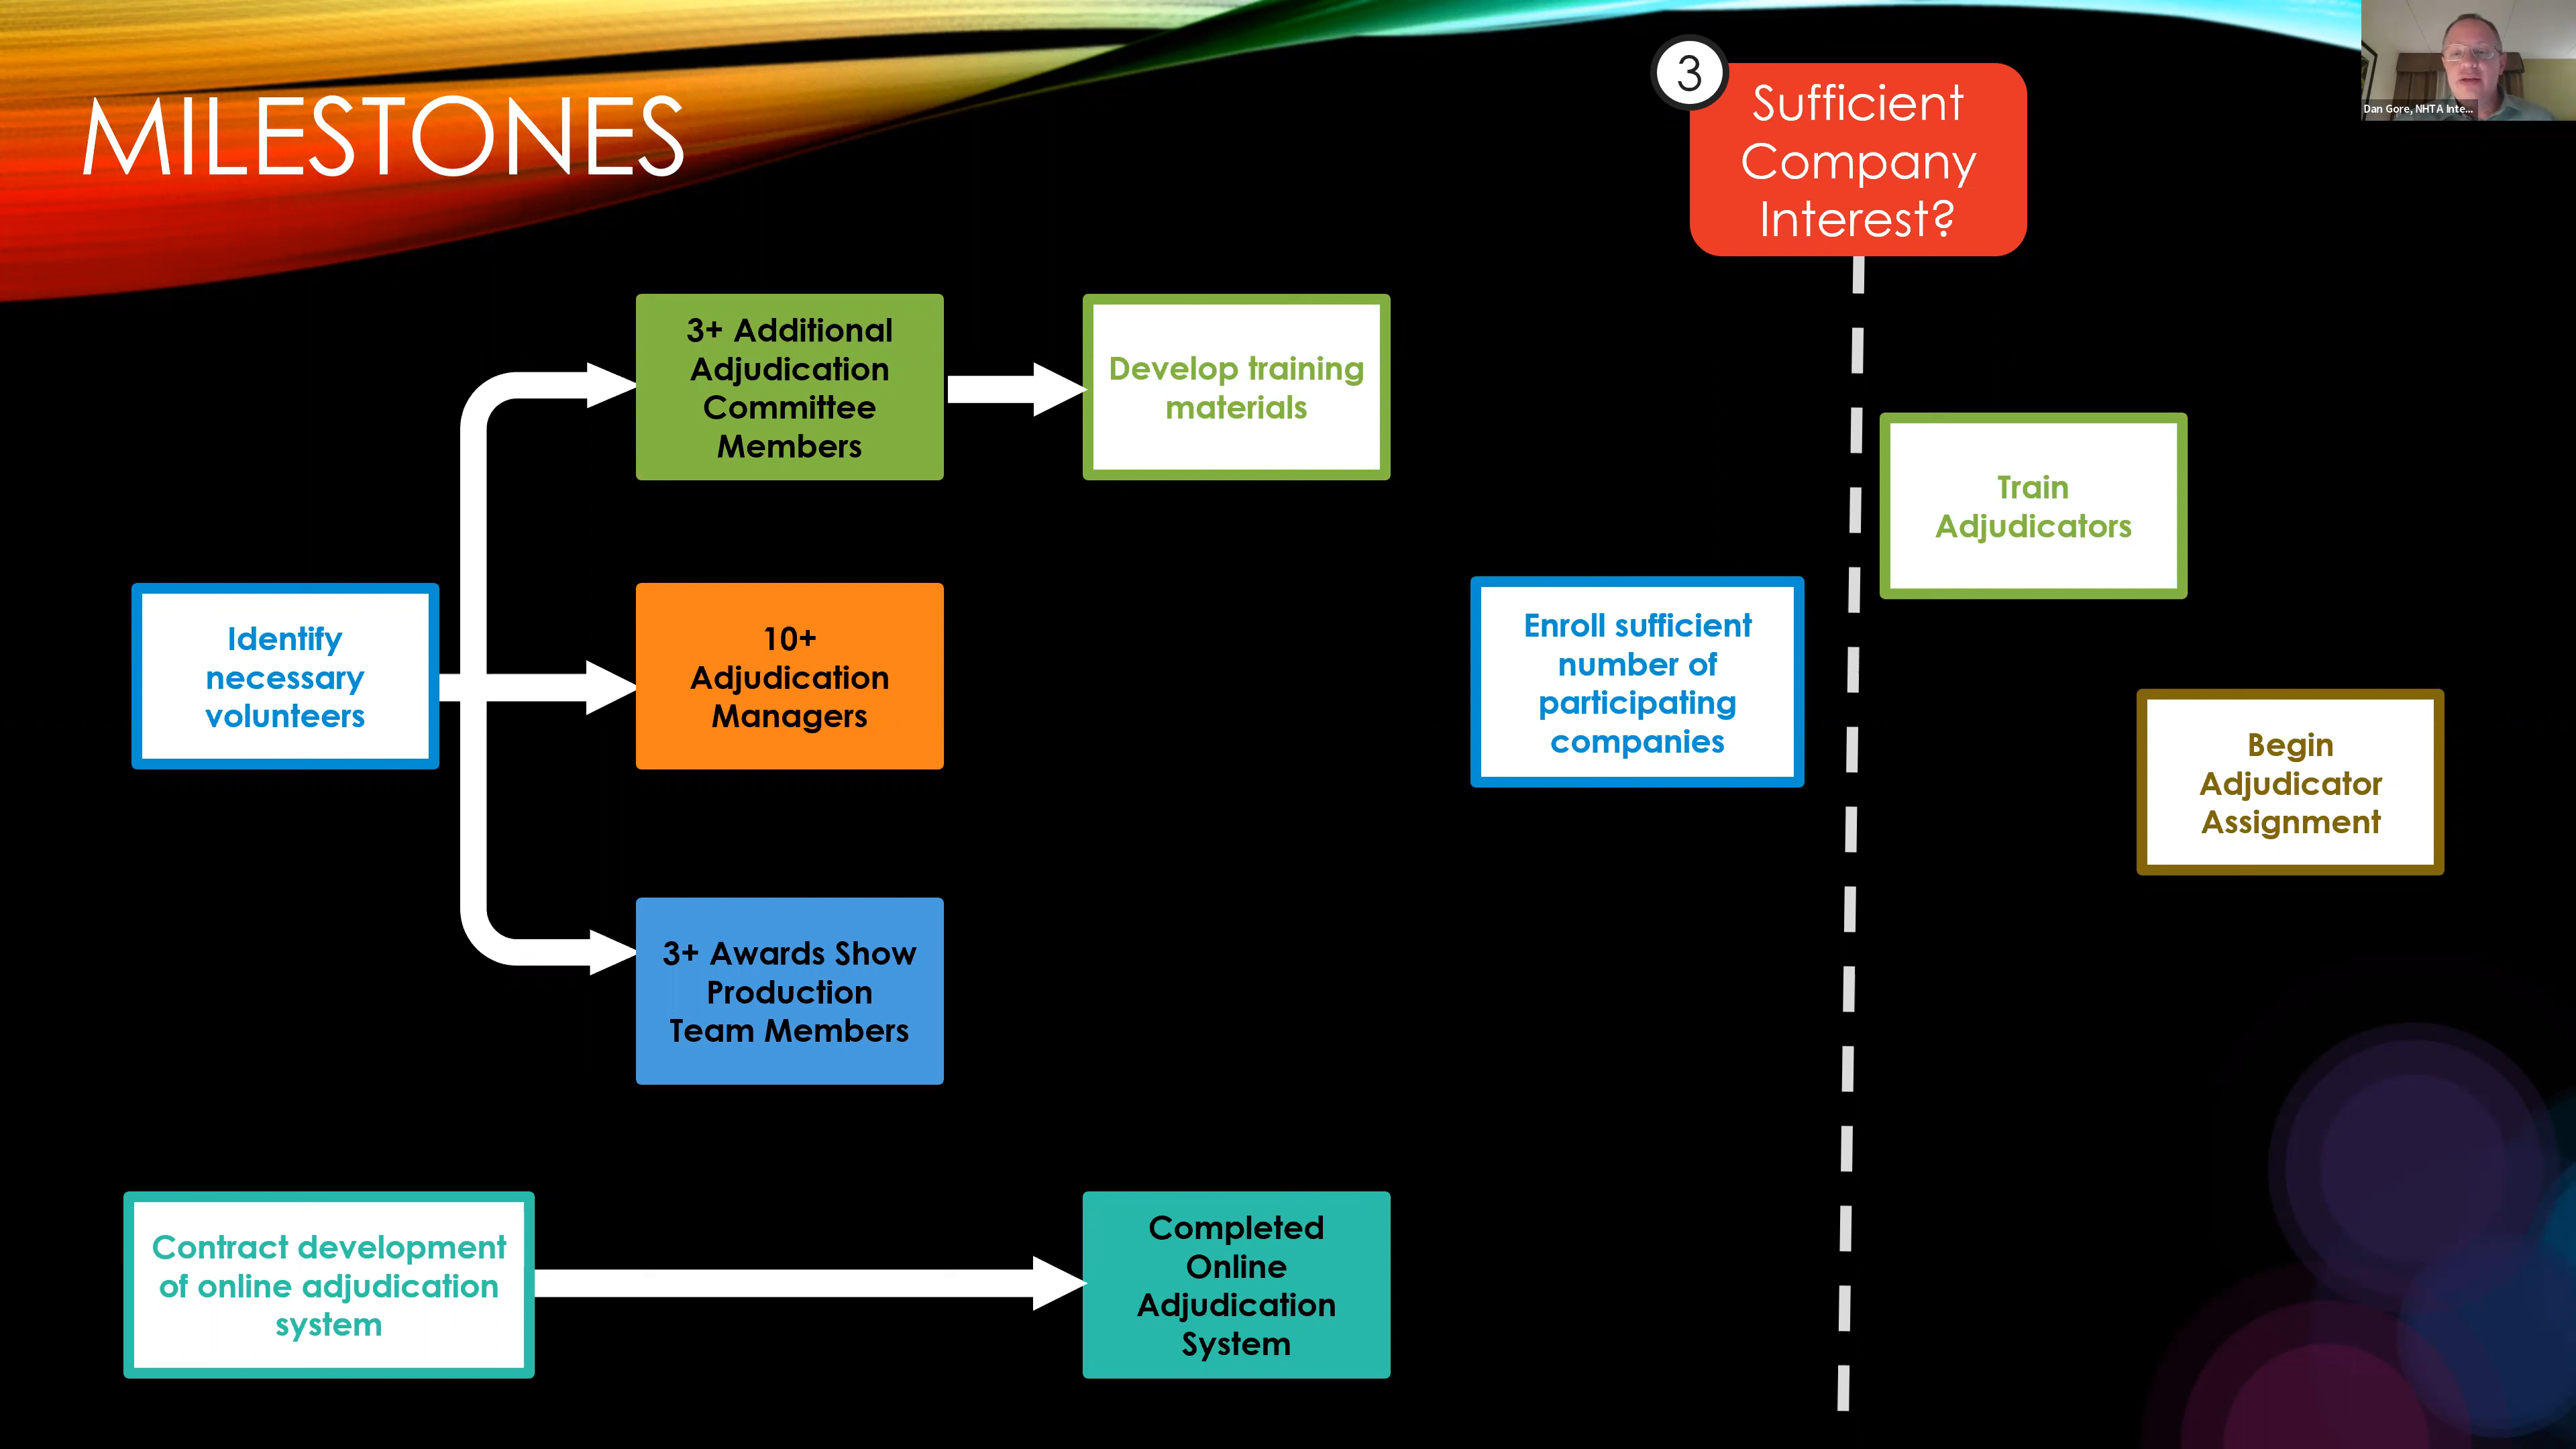 MILESTONES
3
Sufficient
Company
Interest?
Dan Gore, NHTA Inte...
3+ Additional
Adjudication
Committee
Members
Develop training
materials
Train
Adjudicators
Identify
necessary
volunteers
10+
Adjudication
Managers
Enroll sufficient
number of
participating
companies
Begin
Adjudicator
Assignment
3+ Awards Show
Production
Team Members
Contract development
of online adjudication
system
Completed
Online
Adjudication
System